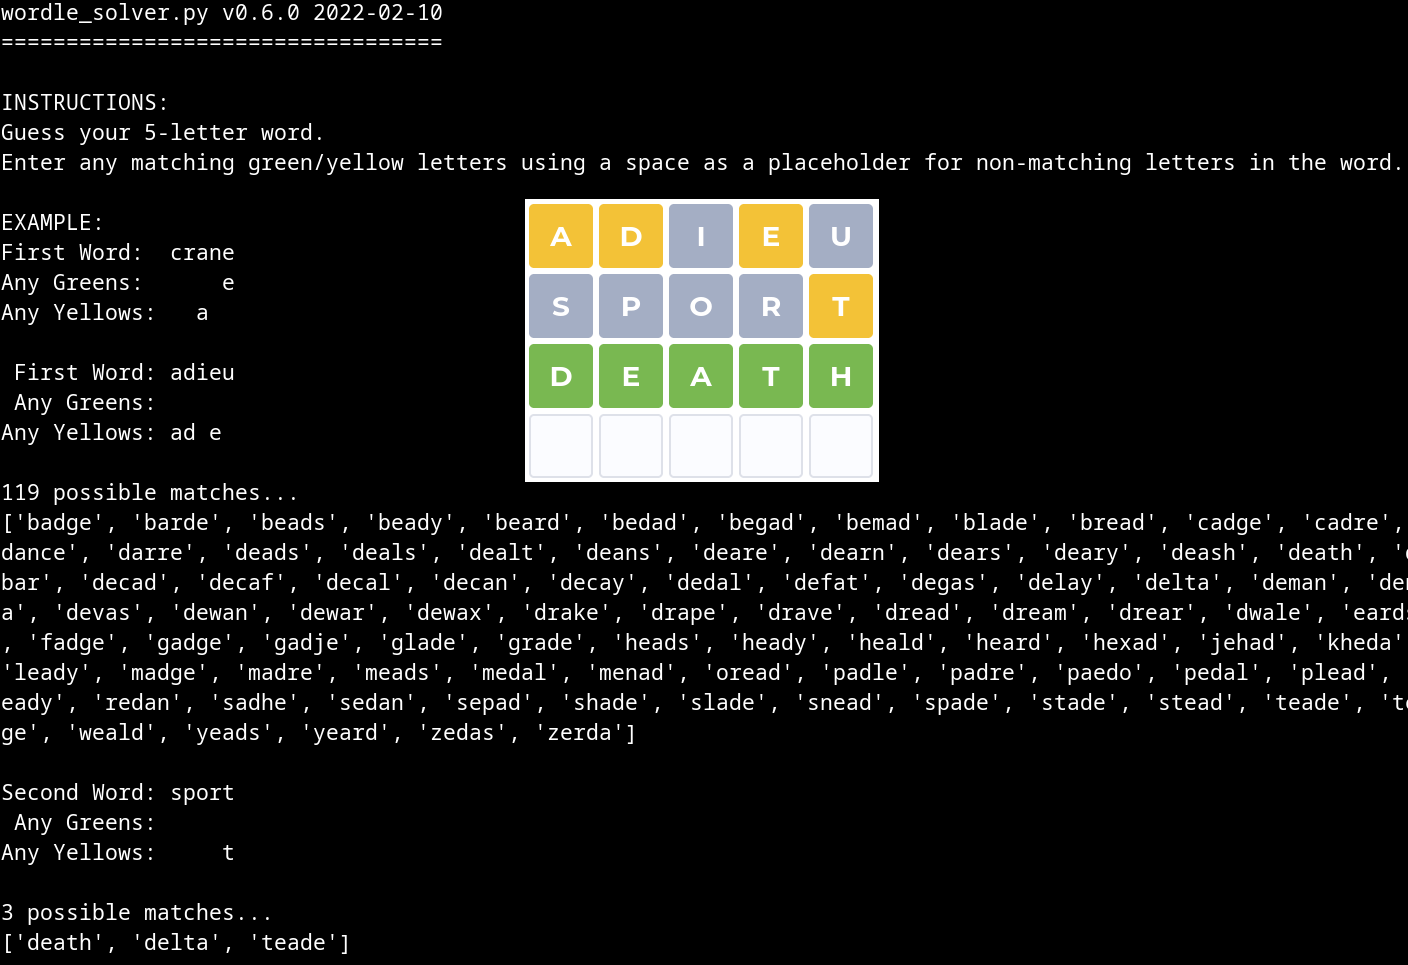 wordle_solver.py v0.6.0 2022-02-10
==================================
INSTRUCTIONS:
Guess your 5-letter word.
Enter any matching green/yellow letters using a space as a placeholder for non-matching letters in the word.
EXAMPLE:
First Word:  crane
Any Greens:      e
Any Yellows:   a
A D I E U
S P O R T
D E A T H
First Word: adieu
Any Greens:
Any Yellows: ad e
119 possible matches...
['badge', 'barde', 'beads', 'beady', 'beard', 'bedad', 'begad', 'bemad', 'blade', 'bread', 'cadge', 'cadre',
dance', 'darre', 'deads', 'deals', 'dealt', 'deans', 'deare', 'dearn', 'dears', 'deary', 'deash', 'death', '
bar', 'decad', 'decaf', 'decal', 'decan', 'decay', 'dedal', 'defat', 'degas', 'delay', 'delta', 'deman', 'de
a', 'devas', 'dewan', 'dewar', 'dewax', 'drake', 'drape', 'drave', 'dread', 'dream', 'drear', 'dwale', 'eards
, 'fadge', 'gadge', 'gadje', 'glade', 'grade', 'heads', 'heady', 'heald', 'heard', 'hexad', 'jehad', 'kheda'
'leady', 'madge', 'madre', 'meads', 'medal', 'menad', 'oread', 'padle', 'padre', 'paedo', 'pedal', 'plead',
eady', 'redan', 'sadhe', 'sedan', 'sepad', 'shade', 'slade', 'snead', 'spade', 'stade', 'stead', 'teade', 't
ge', 'weald', 'yeads', 'yeard', 'zedas', 'zerda']
Second Word: sport
Any Greens:
Any Yellows:     t
3 possible matches...
['death', 'delta', 'teade']